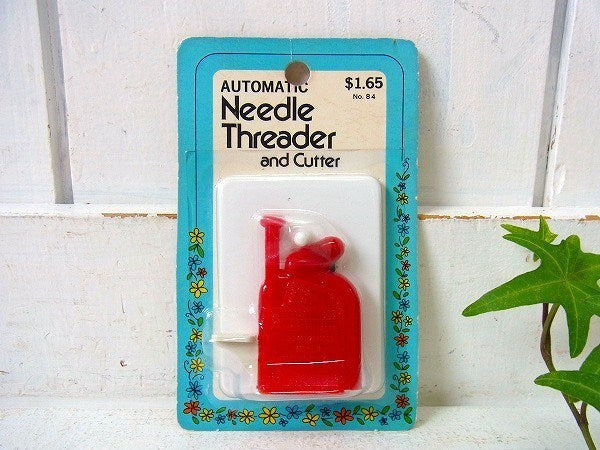 AUTOMATIC
$1.65
No. 84
Needle
Threader
and Cutter